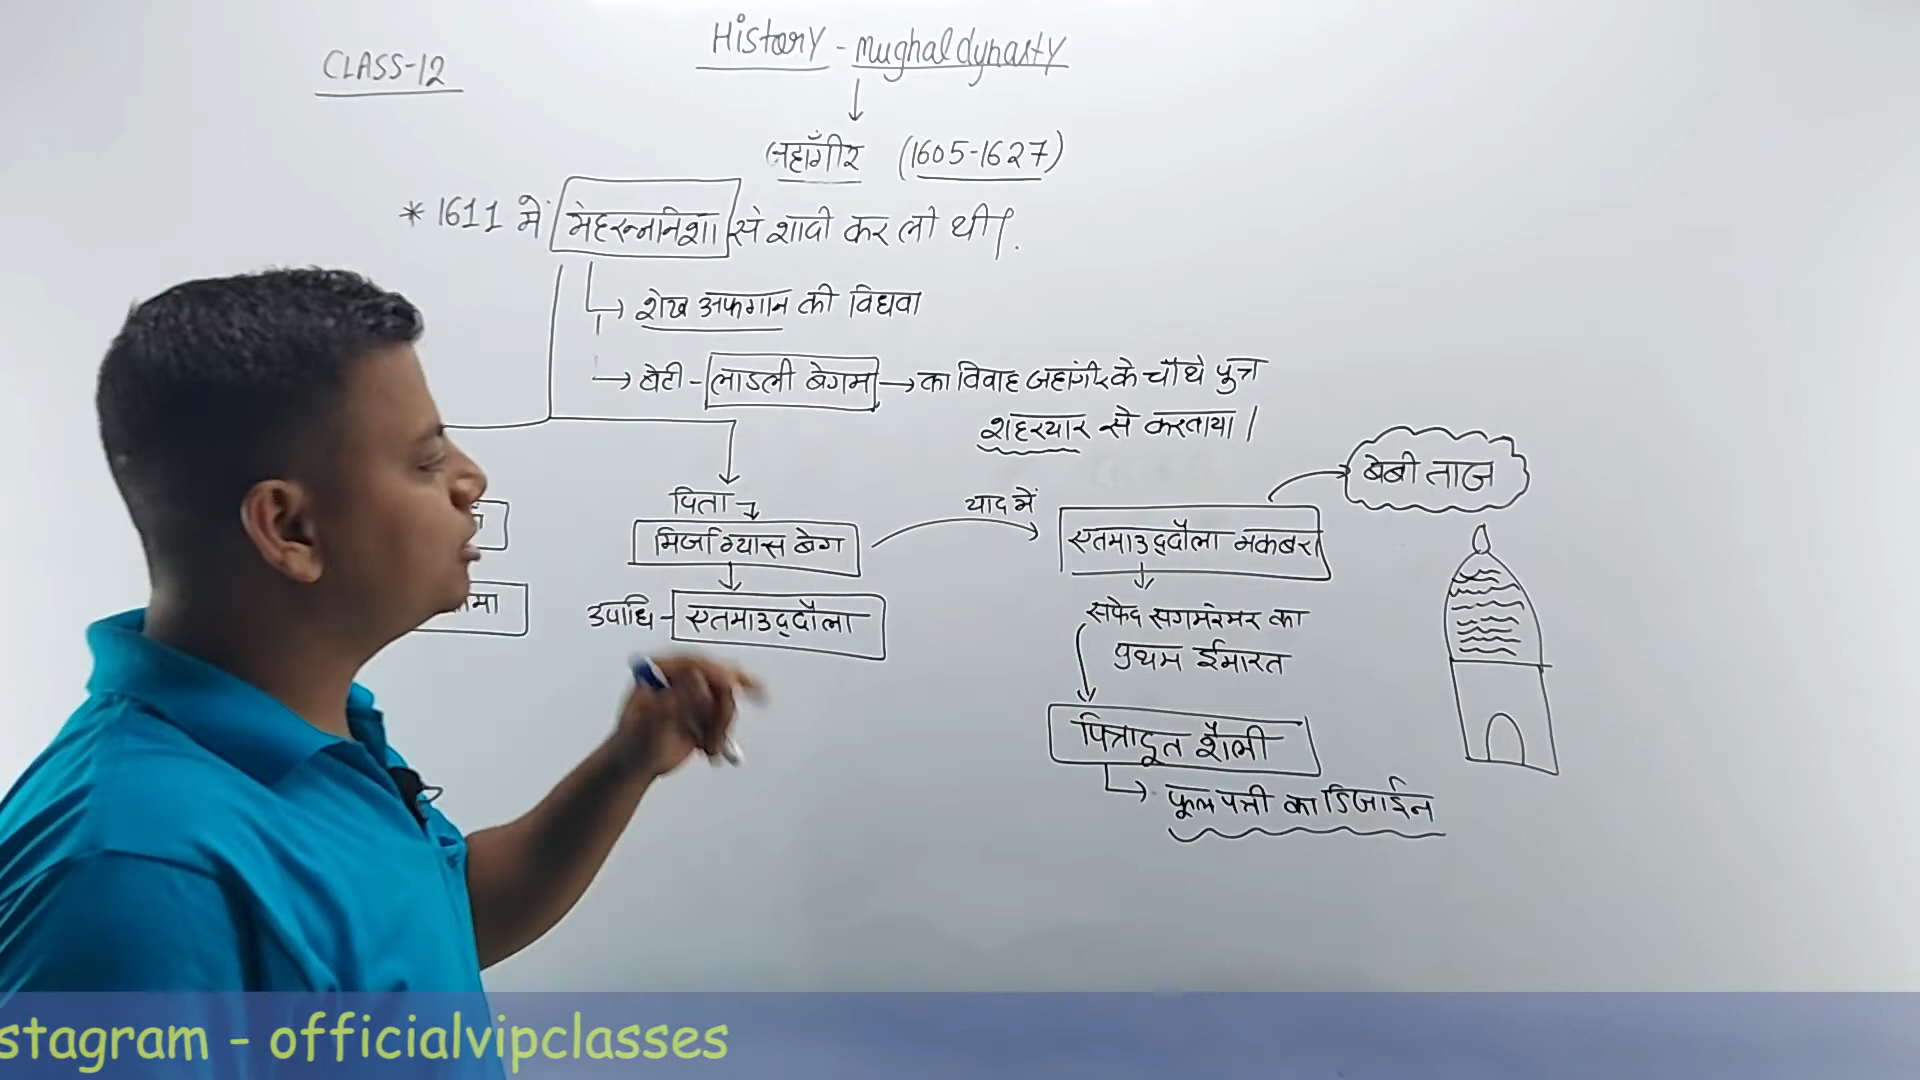 CLASS-12
History - mughal dynasty
जहाँगीर (1605-1627)
* 1611 में मेहरून्ननिशा से शादी कर ली थी।
शेख अफगान की विधवा
बेटी - लाडली बेगम → का विवाह जहांगीर के चौथे पुत्र
शहरयार से करवाया।
बेबी ताज
पिता
याद में
मिर्जा ग्यास बेग
एतमाउद्दौला मकबरा
उपाधि - एतमाउद्दौला
सफेद संगमरमर का
प्रथम ईमारत
पित्रादूत शैली
फूल पत्ती का डिजाईन
stagram - officialvipclasses